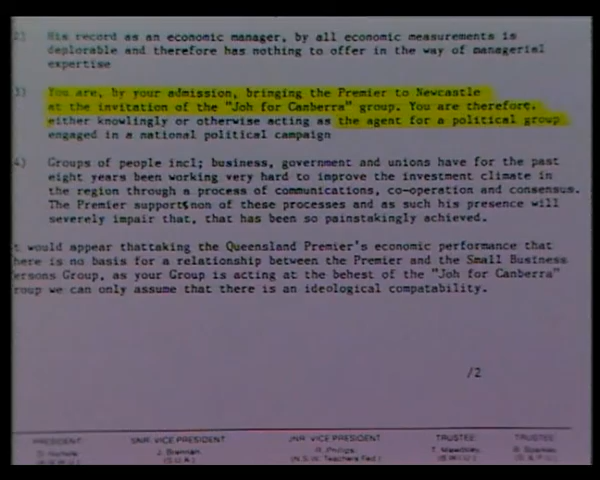 2) His record as an economic manager, by all economic measurements is
deplorable and therefore has nothing to offer in the way of managerial
expertise
3) You are, by your admission, bringing the Premier to Newcastle
at the invitation of the "Joh for Canberra" group. You are therefore,
either knowlingly or otherwise acting as the agent for a political group
engaged in a national political campaign
4) Groups of people incl; business, government and unions have for the past
eight years been working very hard to improve the investment climate in
the region through a process of communications, co-operation and consensus.
The Premier supportsnon of these processes and as such his presence will
severely impair that, that has been so painstakingly achieved.
t would appear thattaking the Queensland Premier's economic performance that
here is no basis for a relationship between the Premier and the Small Business
ersons Group, as your Group is acting at the behest of the "Joh for Canberra"
roup we can only assume that there is an ideological compatability.
/2
PRESIDENT: SNR. VICE PRESIDENT JNR. VICE PRESIDENT TRUSTEE: TRUSTEE:
J. Brennan R. Phillips
(N.S.W. Teachers Fed.)